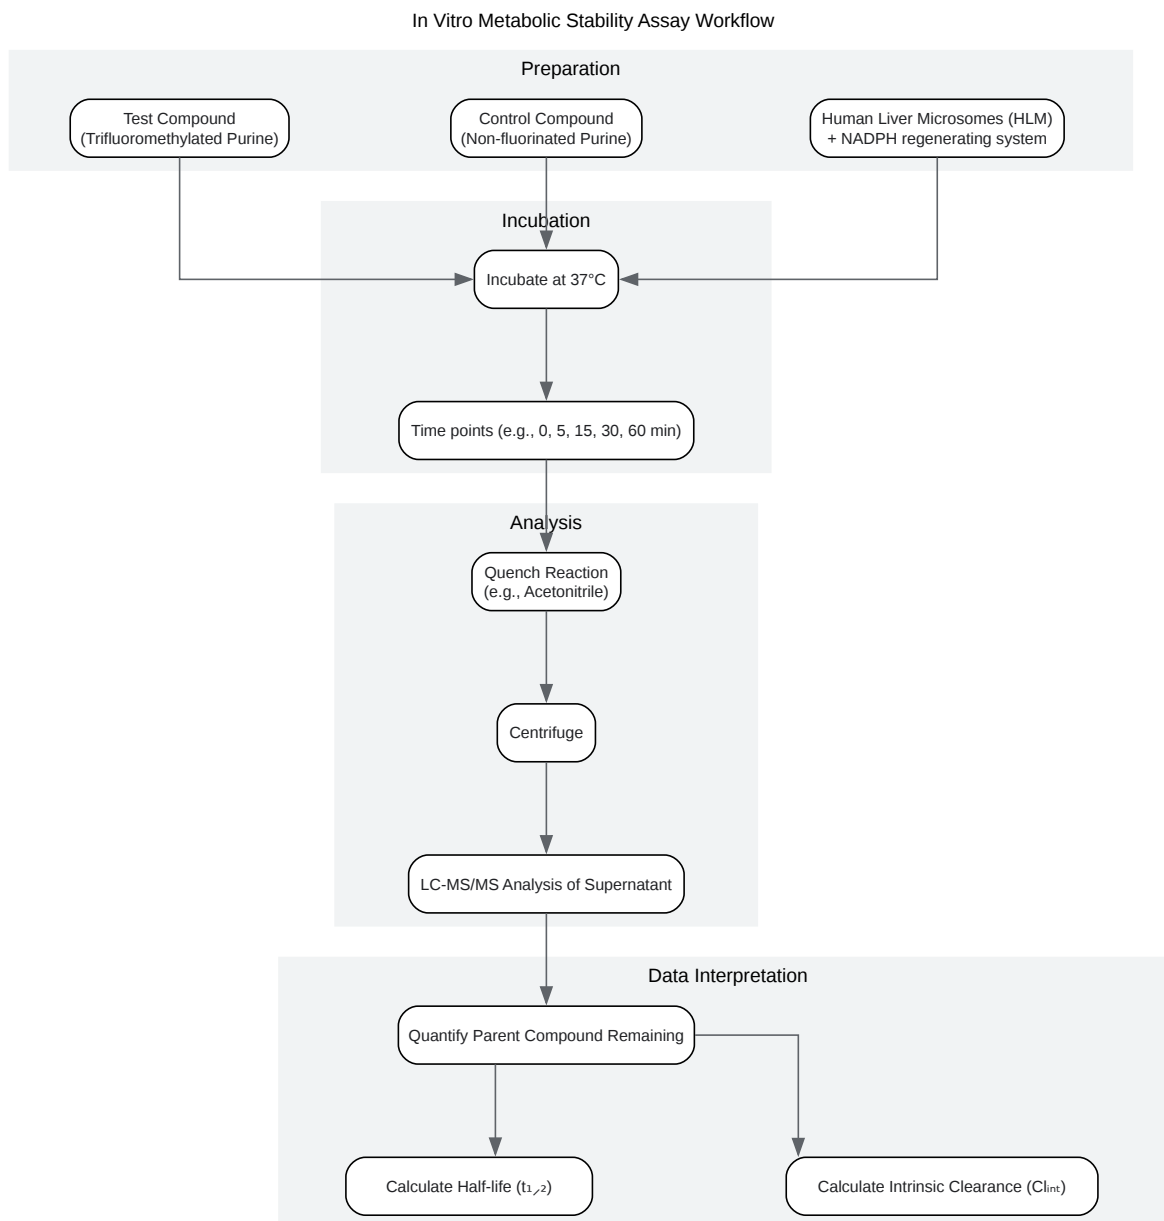 In Vitro Metabolic Stability Assay Workflow
Preparation
Test Compound
(Trifluoromethylated Purine)
Control Compound
(Non-fluorinated Purine)
Human Liver Microsomes (HLM)
+ NADPH regenerating system
Incubation
Incubate at 37°C
Time points (e.g., 0, 5, 15, 30, 60 min)
Analysis
Quench Reaction
(e.g., Acetonitrile)
Centrifuge
LC-MS/MS Analysis of Supernatant
Data Interpretation
Quantify Parent Compound Remaining
Calculate Half-life (t₁⸝₂)
Calculate Intrinsic Clearance (Clᵢₙₜ)